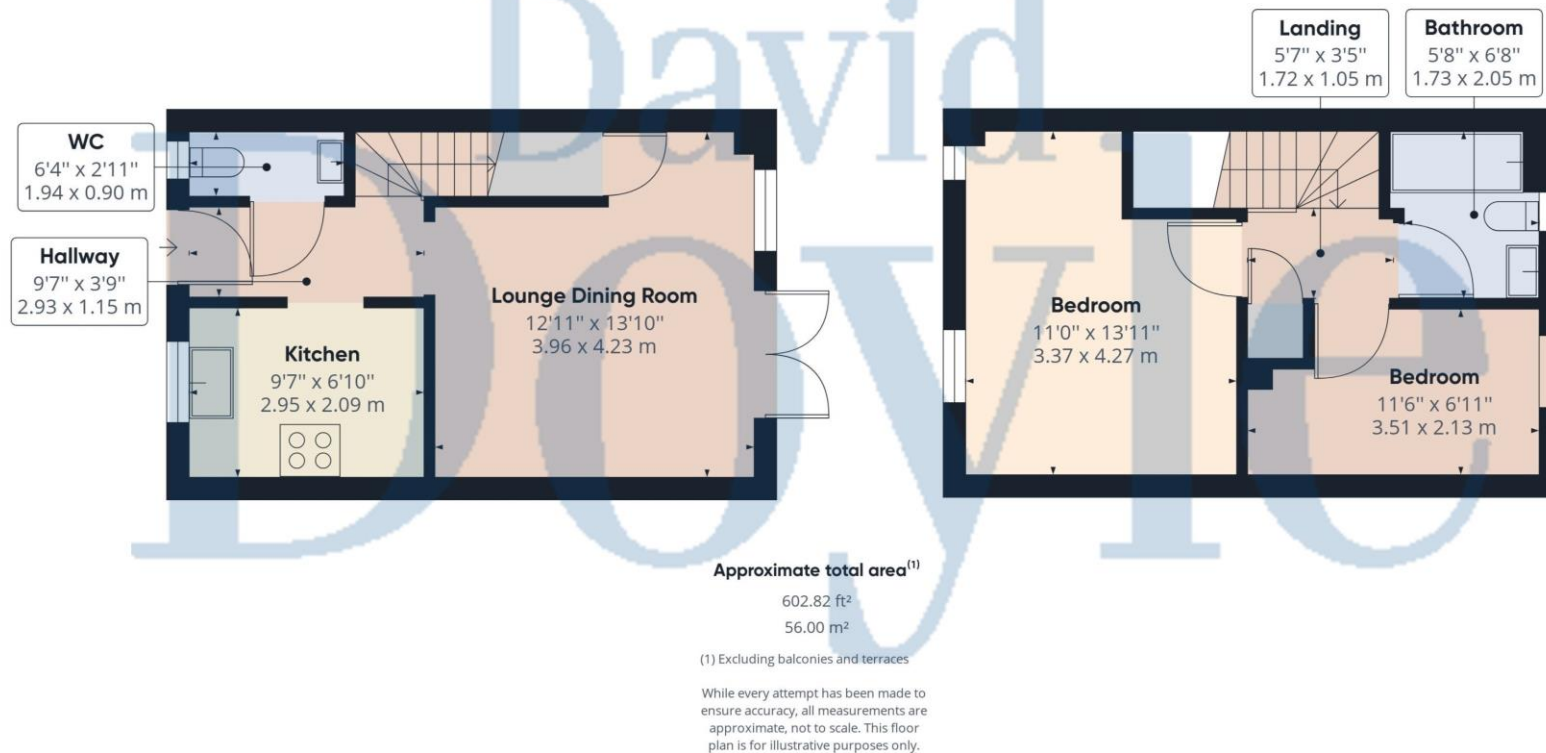 David
Doyle
Landing
5'7" x 3'5"
1.72 x 1.05 m
Bathroom
5'8" x 6'8"
1.73 x 2.05 m
WC
6'4" x 2'11"
1.94 x 0.90 m
Hallway
9'7" x 3'9"
2.93 x 1.15 m
Lounge Dining Room
12'11" x 13'10"
3.96 x 4.23 m
Kitchen
9'7" x 6'10"
2.95 x 2.09 m
Bedroom
11'0" x 13'11"
3.37 x 4.27 m
Bedroom
11'6" x 6'11"
3.51 x 2.13 m
Approximate total area(1)
602.82 ft²
56.00 m²
(1) Excluding balconies and terraces
While every attempt has been made to
ensure accuracy, all measurements are
approximate, not to scale. This floor
plan is for illustrative purposes only.